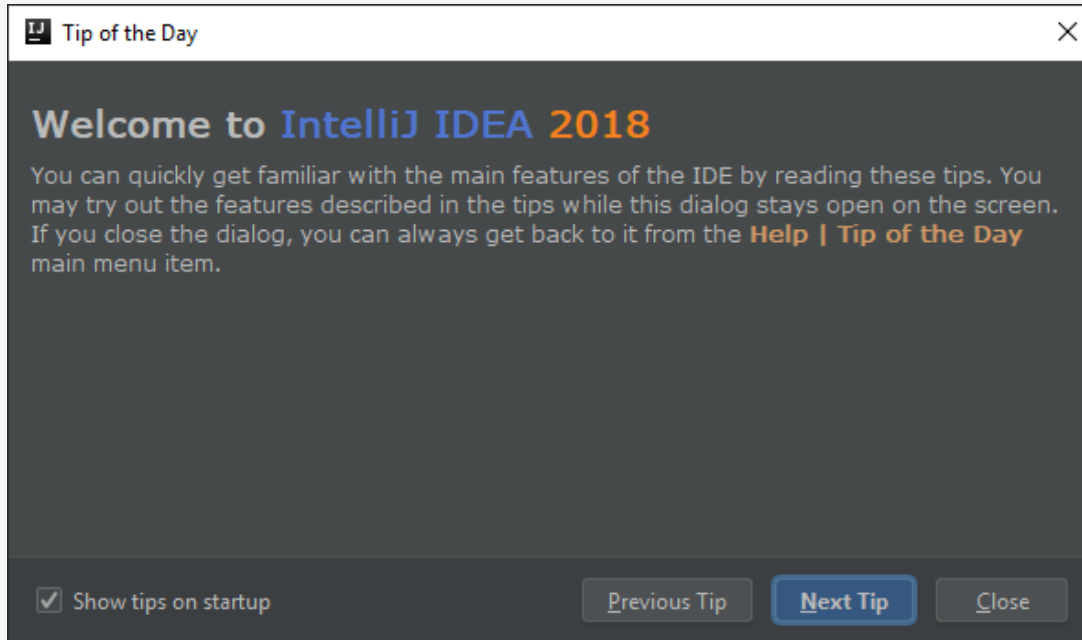 IJ Tip of the Day
Welcome to IntelliJ IDEA 2018
You can quickly get familiar with the main features of the IDE by reading these tips. You
may try out the features described in the tips while this dialog stays open on the screen.
If you close the dialog, you can always get back to it from the Help | Tip of the Day
main menu item.
Show tips on startup Previous Tip Next Tip Close